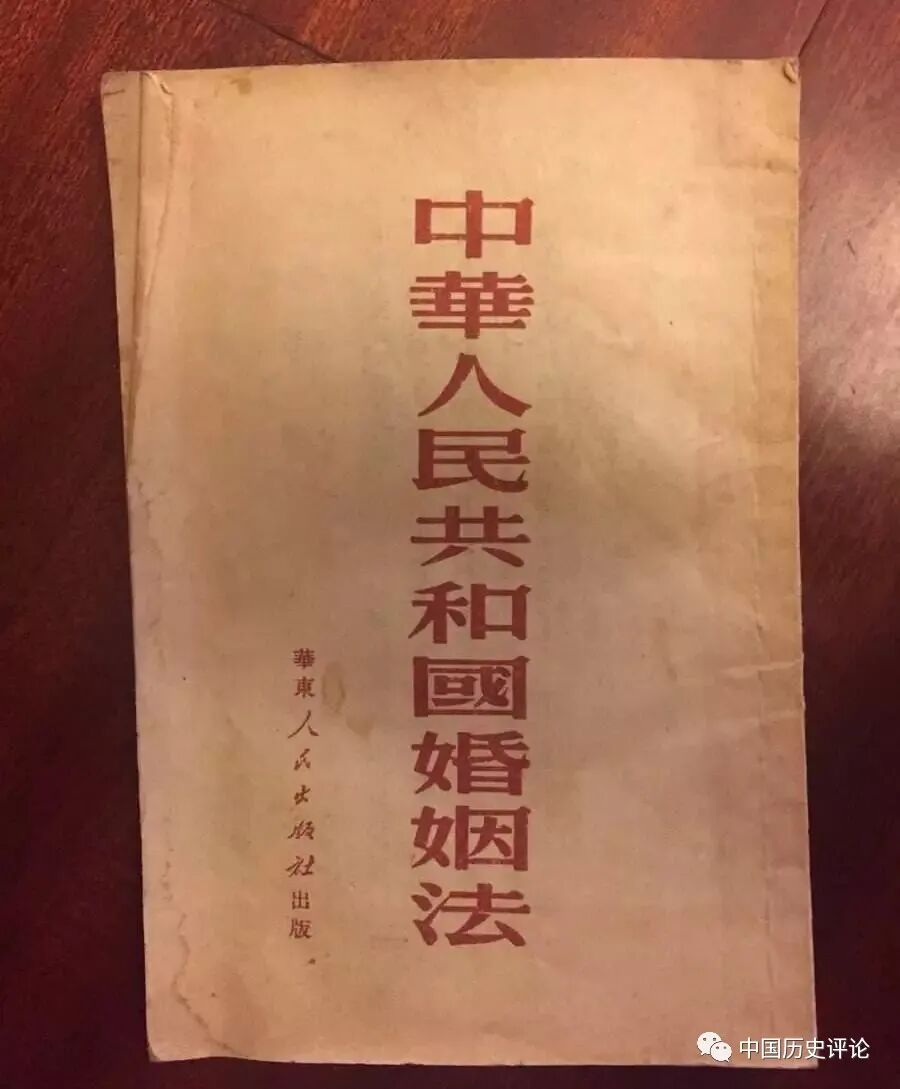 中華人民共和國婚姻法
華東人民出版社出版
中国历史评论